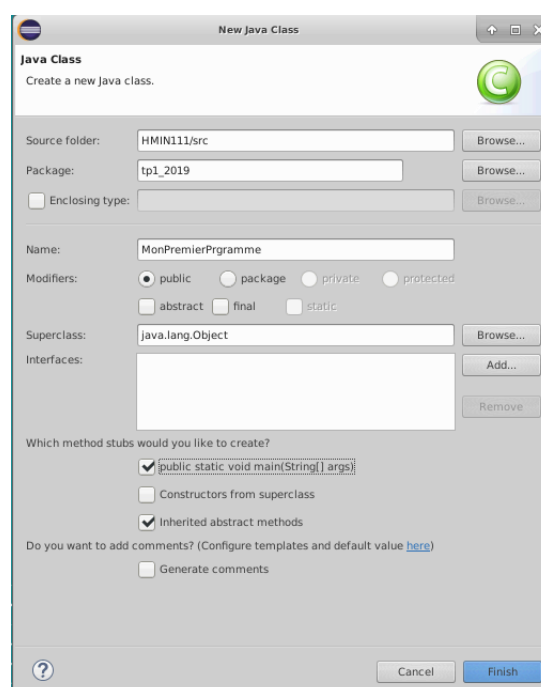 New Java Class
Java Class
Create a new Java class.
Source folder: HMIN111/src Browse...
Package: tp1_2019 Browse...
Enclosing type: Browse...
Name: MonPremierPrgramme
Modifiers: public package private protected
abstract final static
Superclass: java.lang.Object Browse...
Interfaces: Add...
Remove
Which method stubs would you like to create?
public static void main(String[] args)
Constructors from superclass
Inherited abstract methods
Do you want to add comments? (Configure templates and default value here)
Generate comments
? Cancel Finish